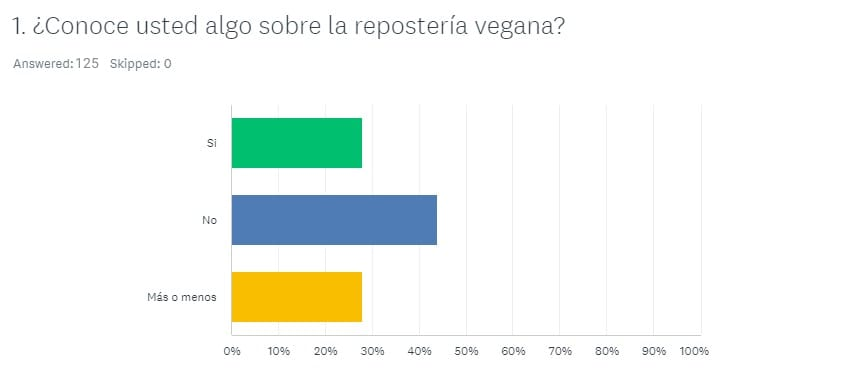 1. ¿Conoce usted algo sobre la repostería vegana?
Answered:125 Skipped: 0
Si
No
Más o menos
0% 10% 20% 30% 40% 50% 60% 70% 80% 90% 100%